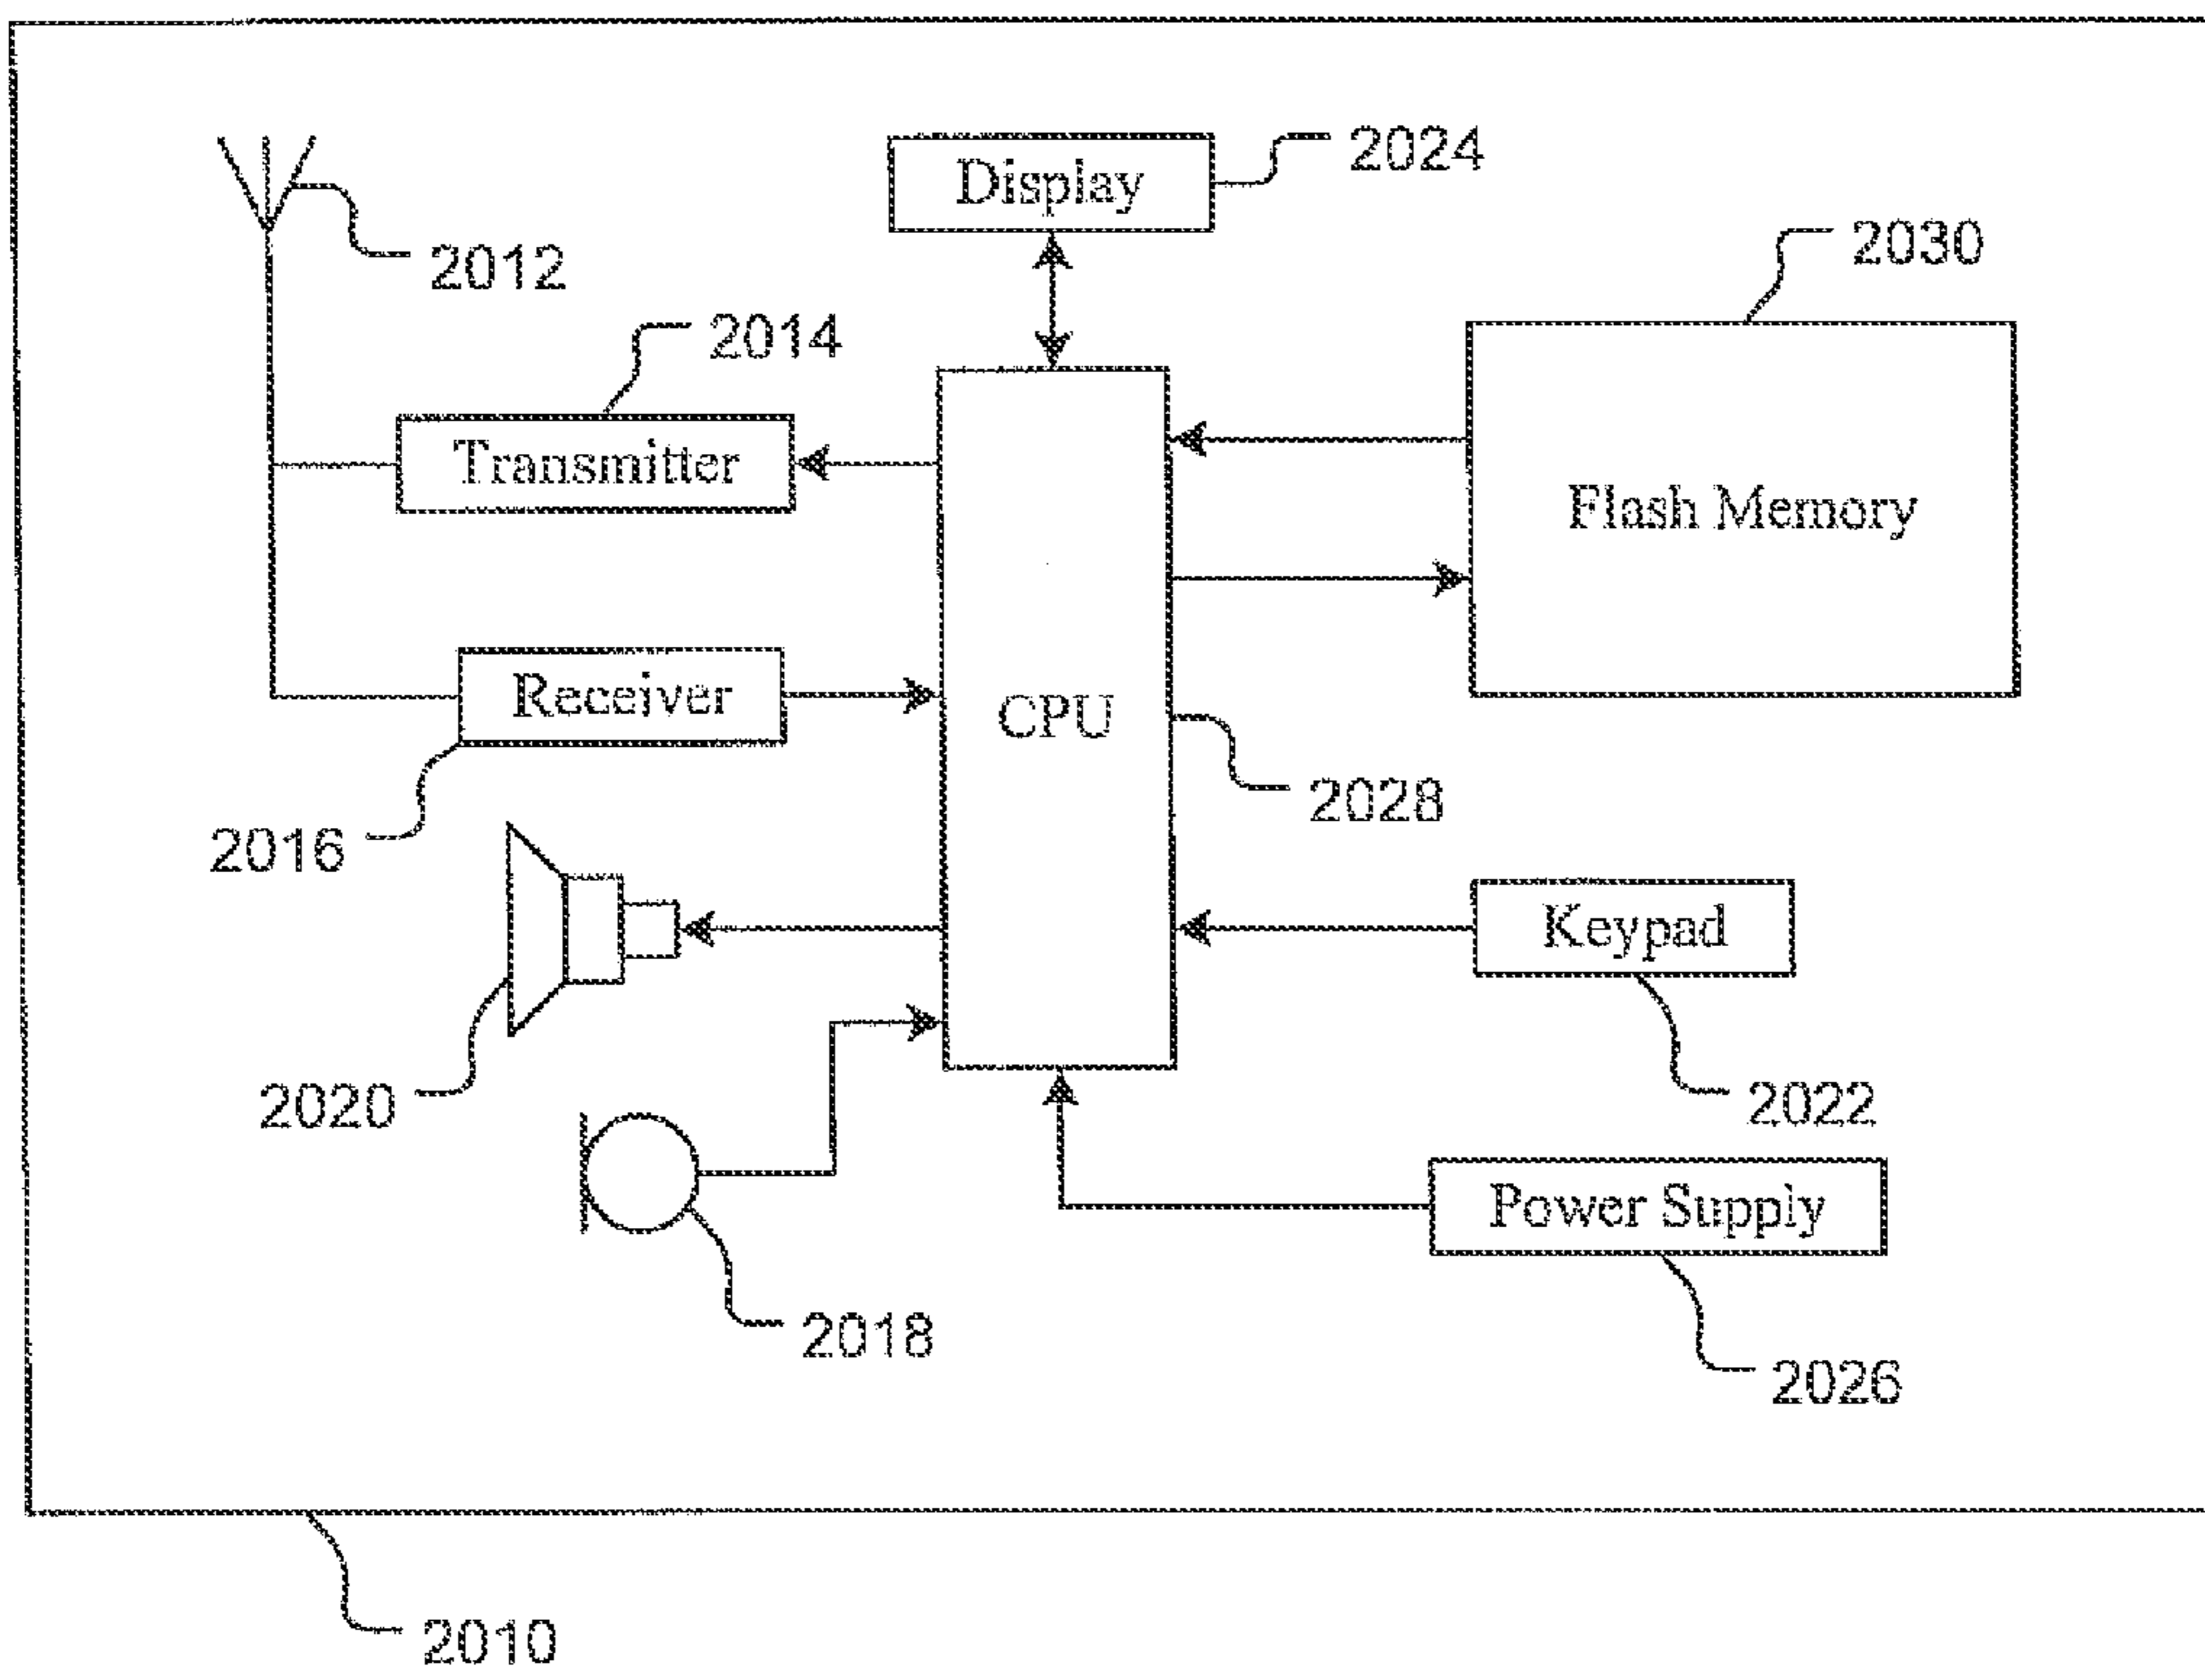 Display
2024
2012
2030
2014
Transmitter
Flash Memory
Receiver
CPU
2028
2016
Keypad
2020
2022
Power Supply
2018
2026
2010